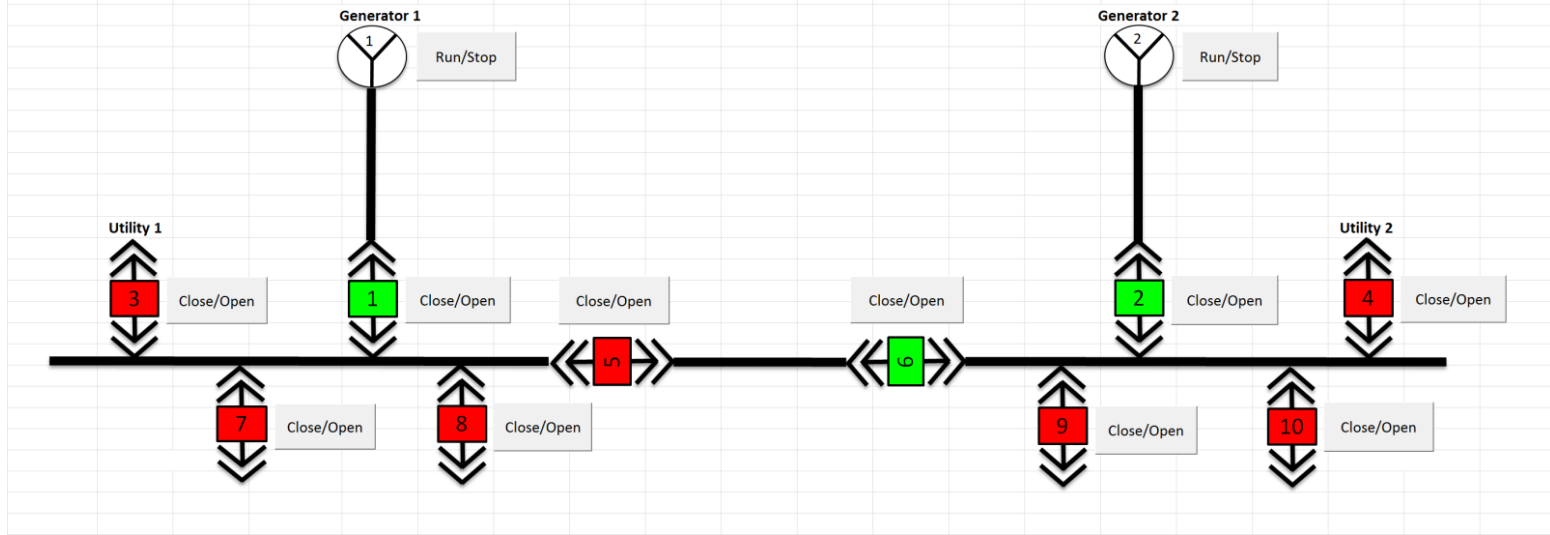 Generator 1
Generator 2
1
Run/Stop
2
Run/Stop
Utility 1
Utility 2
3
Close/Open
1
Close/Open
Close/Open
Close/Open
2
Close/Open
4
Close/Open
5
6
7
Close/Open
8
Close/Open
9
Close/Open
10
Close/Open